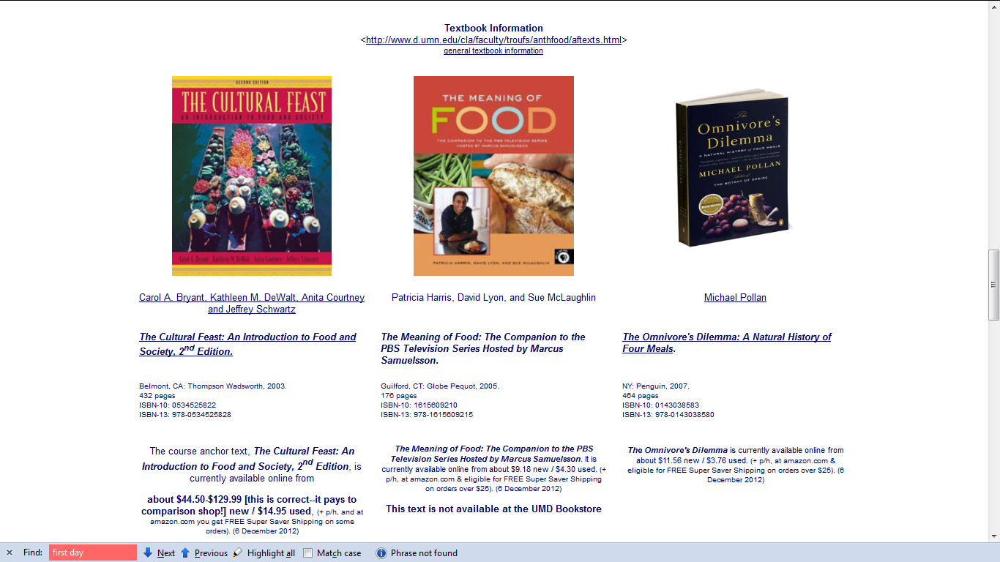 Textbook Information
<http://www.d.umn.edu/cla/faculty/troufs/anthfood/aftexts.html>
general textbook information
SECOND EDITION
THE CULTURAL FEAST
AN INTRODUCTION TO FOOD AND SOCIETY
Carol A. Bryant Kathleen M. DeWalt Anita Courtney Jeffery Schwartz
THE MEANING OF
FOOD
THE COMPANION TO THE PBS TELEVISION SERIES
HOSTED BY MARCUS SAMUELSSON
PATRICIA HARRIS, DAVID LYON, AND SUE McLAUGHLIN
The
Omnivore's
Dilemma
A NATURAL HISTORY of FOUR MEALS
MICHAEL POLLAN
Author of
THE BOTANY OF DESIRE
Carol A. Bryant, Kathleen M. DeWalt, Anita Courtney
and Jeffrey Schwartz
Patricia Harris, David Lyon, and Sue McLaughlin
Michael Pollan
The Cultural Feast: An Introduction to Food and
Society, 2nd Edition.
The Meaning of Food: The Companion to the
PBS Television Series Hosted by Marcus
Samuelsson.
The Omnivore's Dilemma: A Natural History of
Four Meals.
Belmont, CA: Thompson Wadsworth, 2003.
432 pages
ISBN-10: 0534525822
ISBN-13: 978-0534525828
Guilford, CT: Globe Pequot, 2005.
176 pages
ISBN-10: 1615609210
ISBN-13: 978-1615609215
NY: Penguin, 2007.
464 pages
ISBN-10: 0143038583
ISBN-13: 978-0143038580
The course anchor text, The Cultural Feast: An
Introduction to Food and Society, 2nd Edition, is
currently available online from
about $44.50-$129.99 [this is correct--it pays to
comparison shop!] new / $14.95 used, (+ p/h, and at
amazon.com you get FREE Super Saver Shipping on some
orders). (6 December 2012)
The Meaning of Food: The Companion to the PBS
Television Series Hosted by Marcus Samuelsson. It is
currently available online from about $9.18 new / $4.30 used. (+
p/h, at amazon.com & eligible for FREE Super Saver Shipping
on orders over $25). (6 December 2012)
This text is not available at the UMD Bookstore
The Omnivore's Dilemma is currently available online from
about $11.56 new / $3.76 used. (+ p/h, at amazon.com &
eligible for FREE Super Saver Shipping on orders over $25). (6
December 2012)
Find: first day Next Previous Highlight all Match case Phrase not found